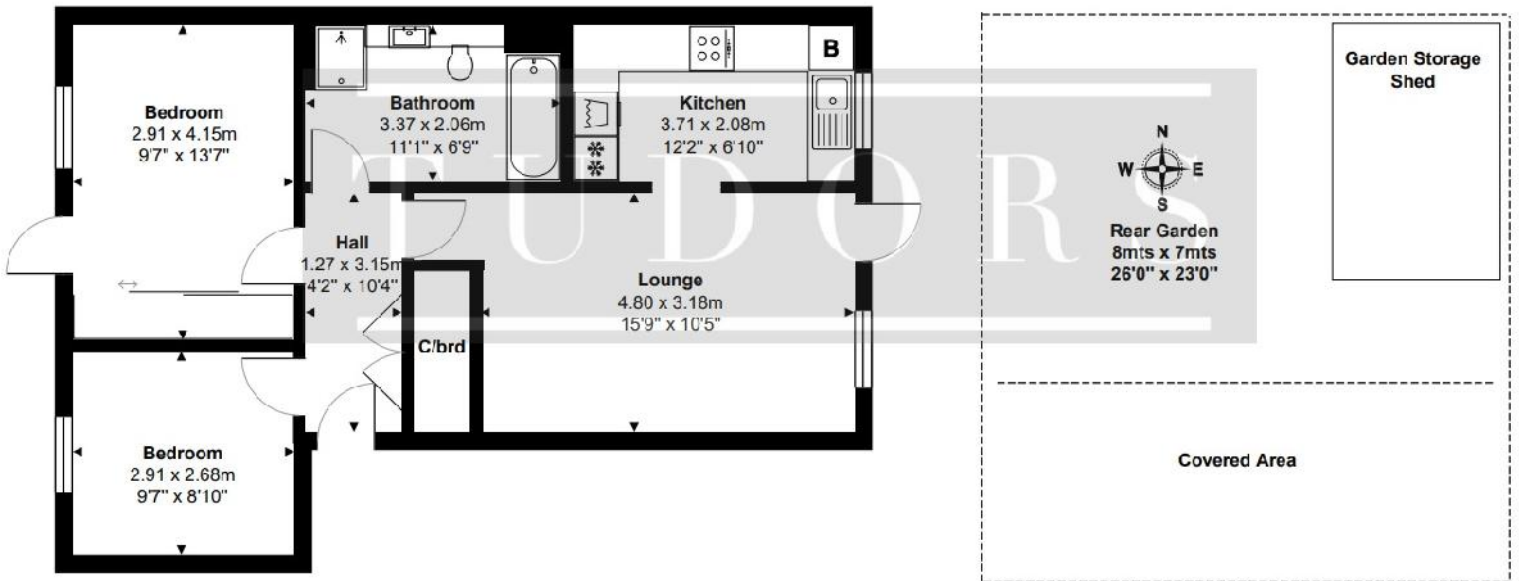 Bedroom
2.91 x 4.15m
9'7" x 13'7"
Bathroom
3.37 x 2.06m
11'1" x 6'9"
B
Kitchen
3.71 x 2.08m
12'2" x 6'10"
Garden Storage
Shed
TUDORS
N
W E
S
Rear Garden
8mts x 7mts
26'0" x 23'0"
Hall
1.27 x 3.15m
4'2" x 10'4"
Lounge
4.80 x 3.18m
15'9" x 10'5"
C/brd
Bedroom
2.91 x 2.68m
9'7" x 8'10"
Covered Area